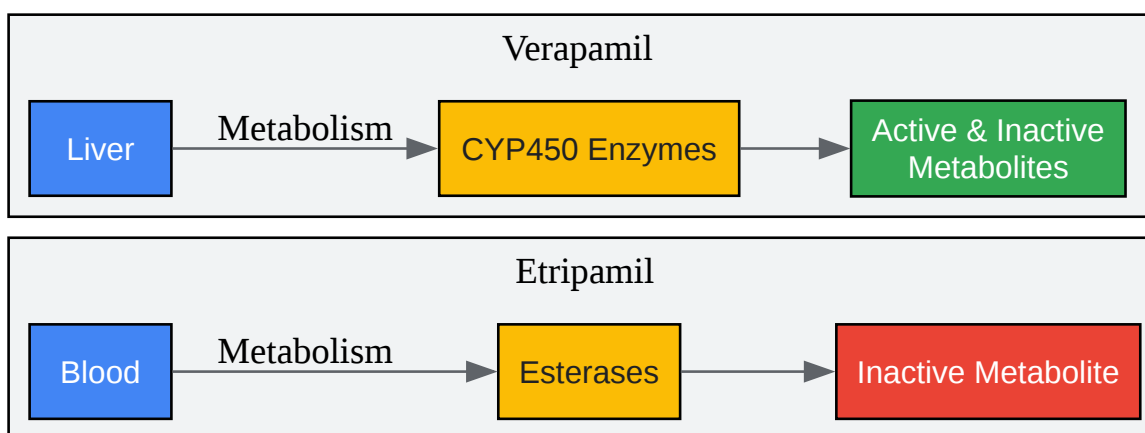 Verapamil
Liver
Metabolism
CYP450 Enzymes
Active & Inactive
Metabolites
Etripamil
Blood
Metabolism
Esterases
Inactive Metabolite